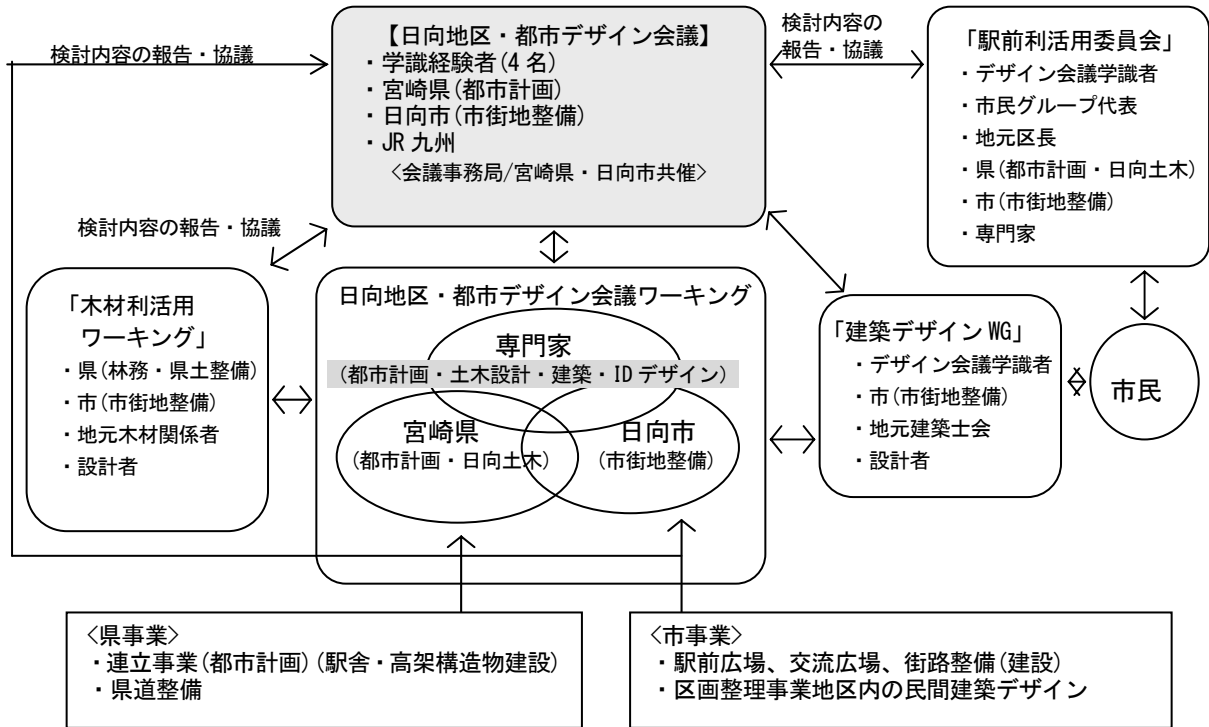 検討内容の報告・協議
【日向地区・都市デザイン会議】
・学識経験者(4名)
・宮崎県(都市計画)
・日向市(市街地整備)
・JR九州
<会議事務局/宮崎県・日向市共催>
検討内容の
報告・協議
「駅前利活用委員会」
・デザイン会議学識者
・市民グループ代表
・地元区長
・県(都市計画・日向土木)
・市(市街地整備)
・専門家
検討内容の報告・協議
「木材利活用
ワーキング」
・県(林務・県土整備)
・市(市街地整備)
・地元木材関係者
・設計者
日向地区・都市デザイン会議ワーキング
専門家
(都市計画・土木設計・建築・IDデザイン)
宮崎県
(都市計画・日向土木)
日向市
(市街地整備)
「建築デザインWG」
・デザイン会議学識者
・市(市街地整備)
・地元建築士会
・設計者
市民
<県事業>
・連立事業(都市計画)(駅舎・高架構造物建設)
・県道整備
<市事業>
・駅前広場、交流広場、街路整備(建設)
・区画整理事業地区内の民間建築デザイン